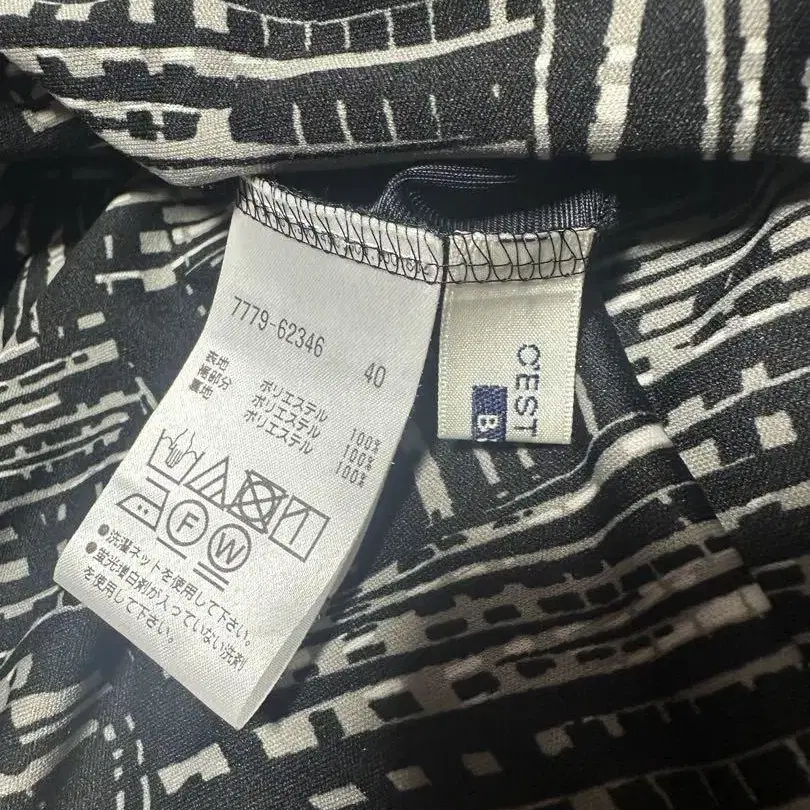 7779-62346 40
表地 ポリエステル 100%
裾部分 ポリエステル 100%
裏地 ポリエステル 100%
F W
●洗濯ネットを使用して下さい。
●蛍光増白剤が入っていない洗剤
を使用して下さい。
C'EST